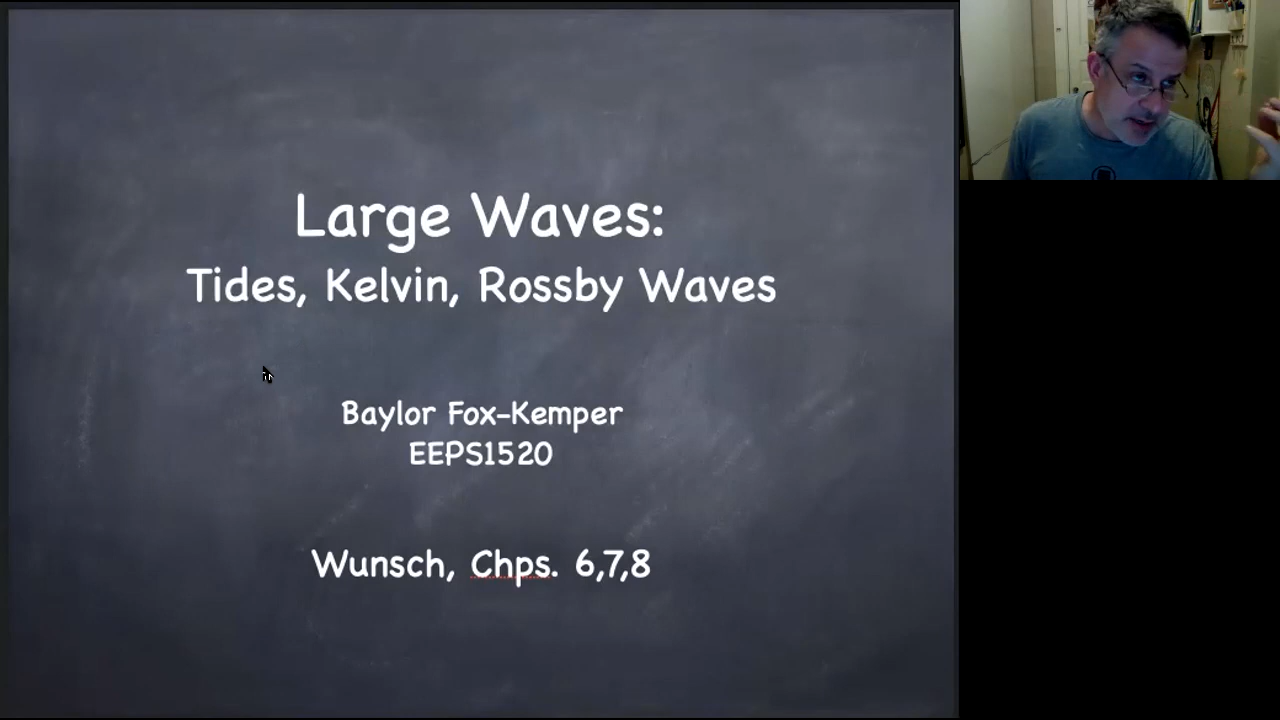 Large Waves:
Tides, Kelvin, Rossby Waves
Baylor Fox-Kemper
EEPS1520
Wunsch, Chps. 6,7,8